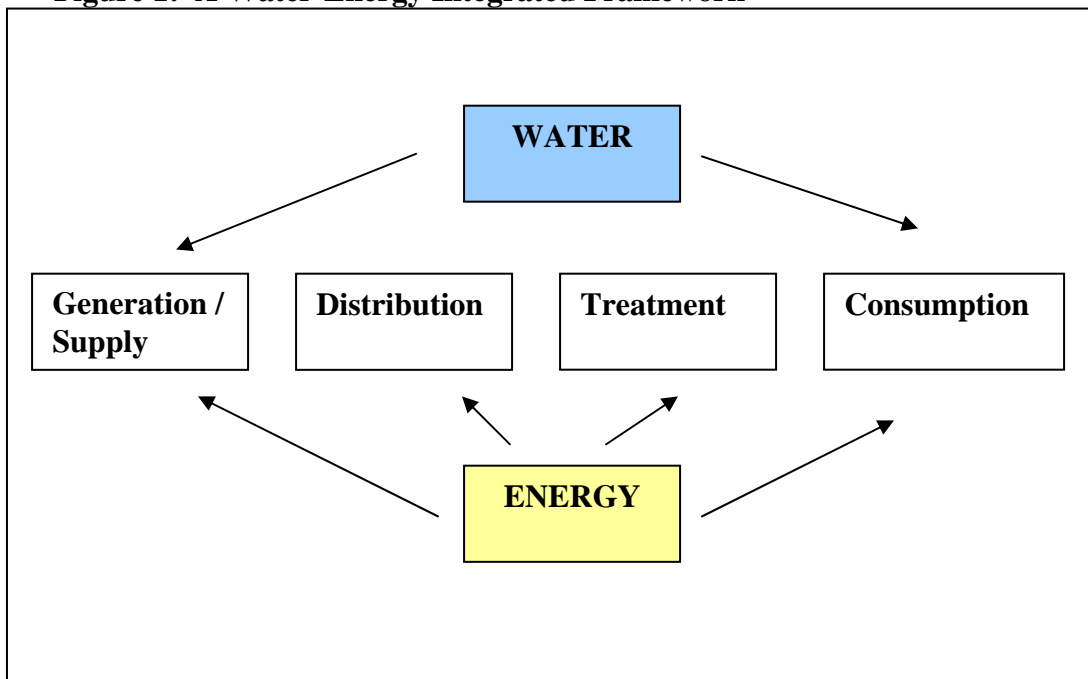 WATER
Generation /
Supply
Distribution
Treatment
Consumption
ENERGY